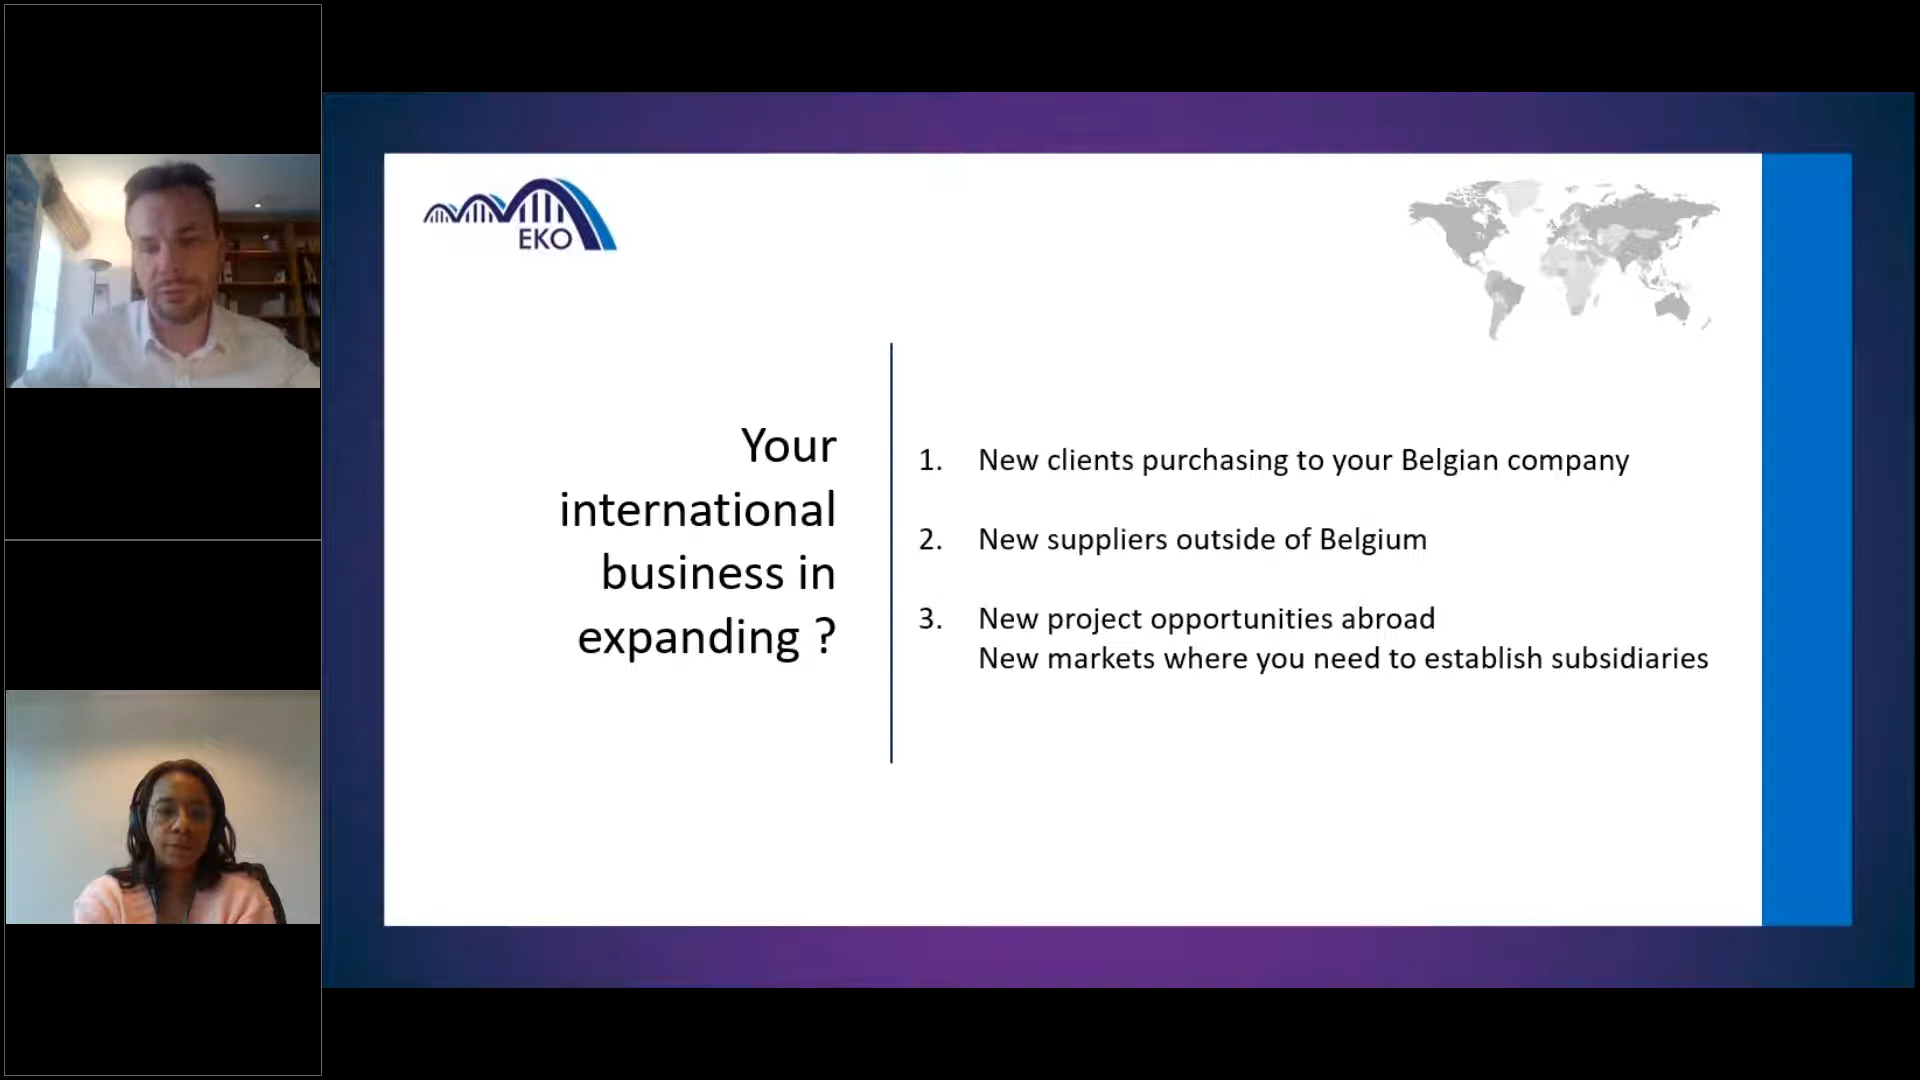 EKO
Your
international
business in
expanding ?
1. New clients purchasing to your Belgian company
2. New suppliers outside of Belgium
3. New project opportunities abroad
New markets where you need to establish subsidiaries